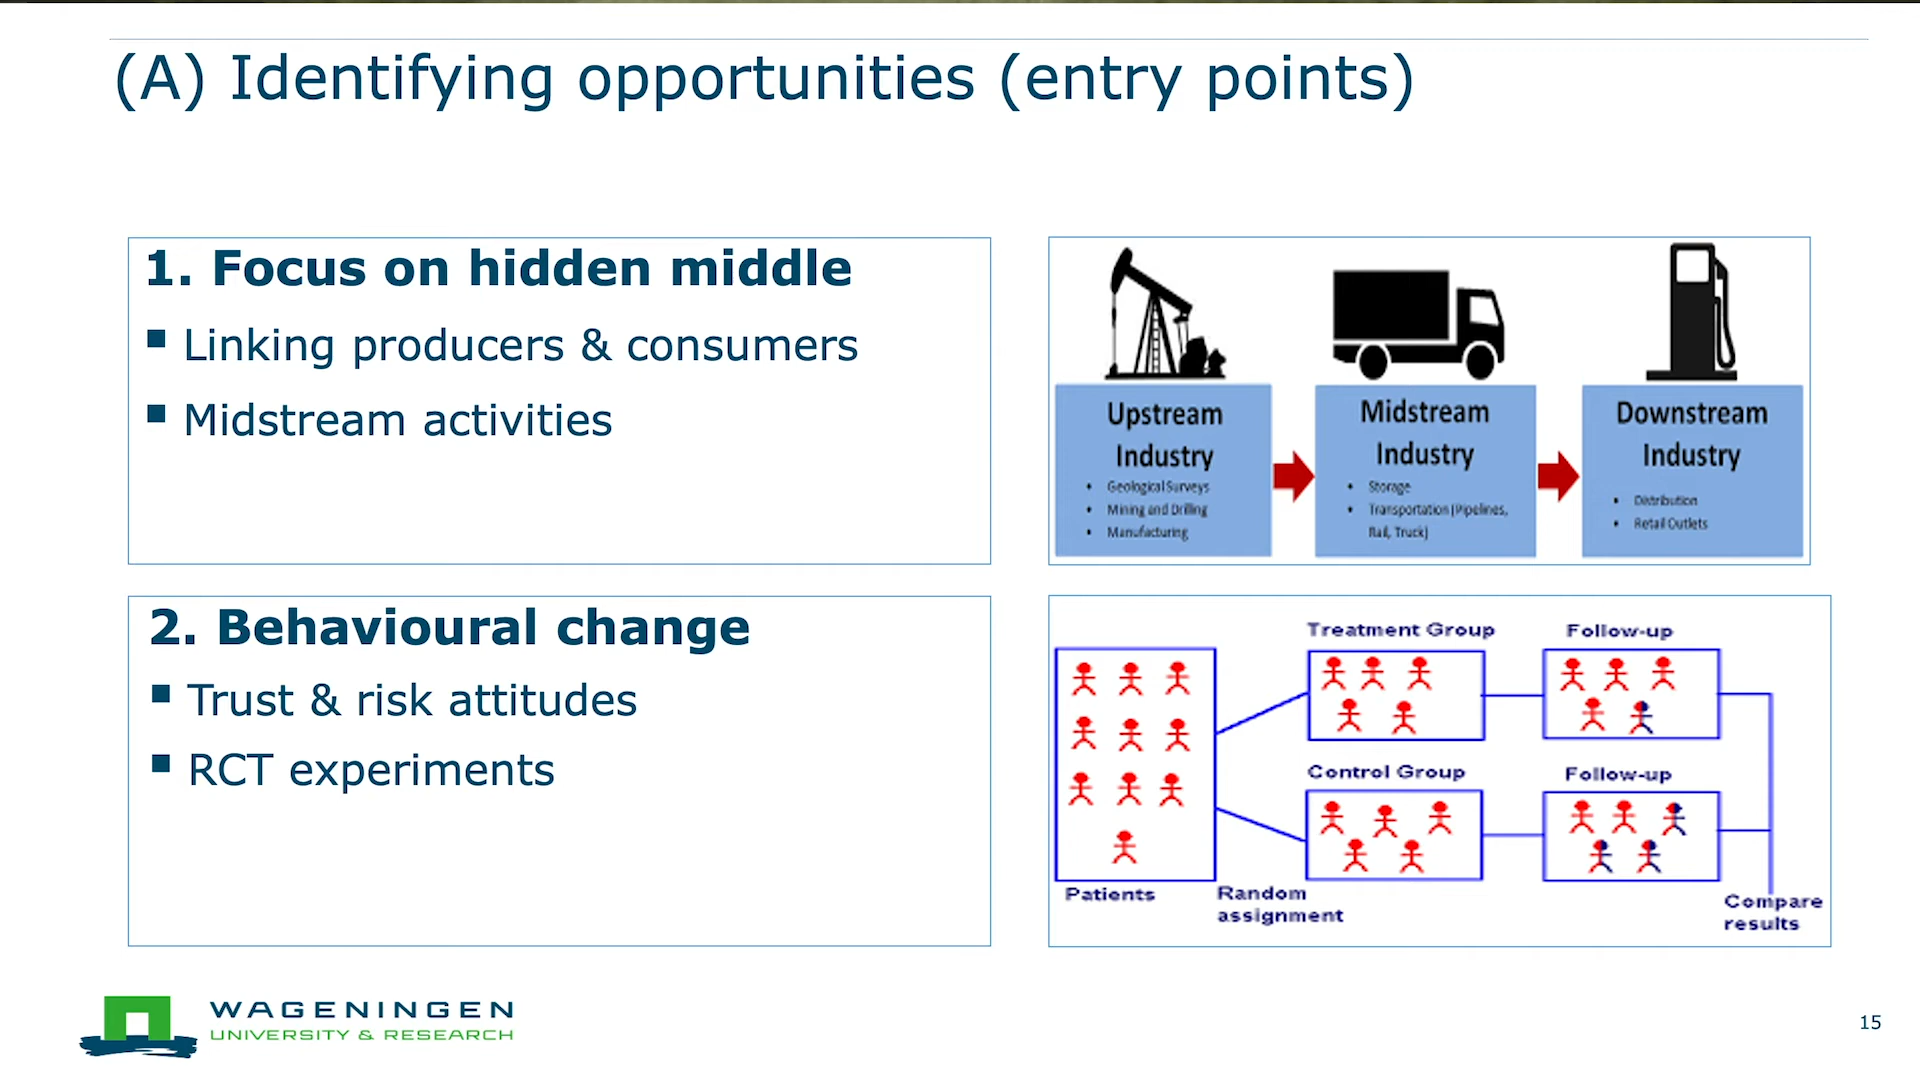 (A) Identifying opportunities (entry points)
1. Focus on hidden middle
▪ Linking producers & consumers
▪ Midstream activities
Upstream
Industry
• Geological Surveys
• Mining and Drilling
• Manufacturing
Midstream
Industry
• Storage
• Transportation (Pipelines,
Rail, Truck)
Downstream
Industry
• Distribution
• Retail Outlets
2. Behavioural change
▪ Trust & risk attitudes
▪ RCT experiments
Treatment Group
Follow-up
Control Group
Follow-up
Patients
Random
assignment
Compare
results
WAGENINGEN
UNIVERSITY & RESEARCH
15